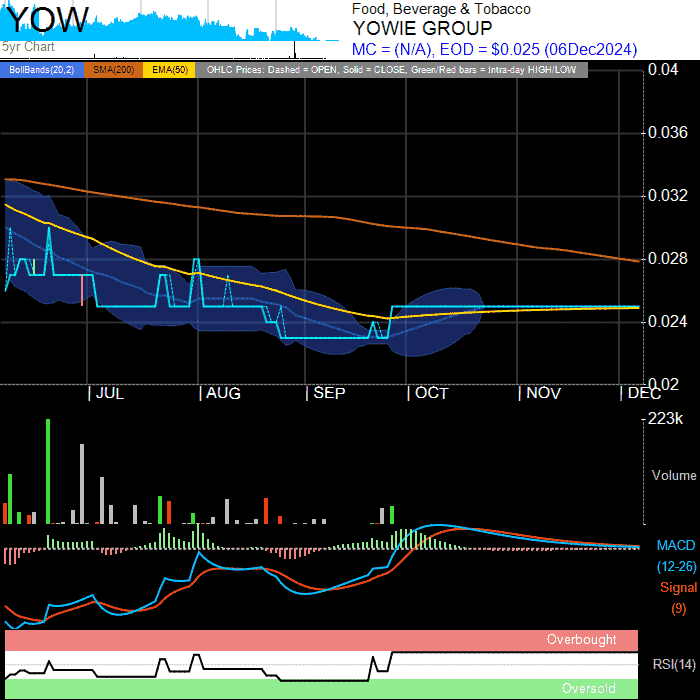 YOW
5yr Chart
Food, Beverage & Tobacco
YOWIE GROUP
MC = (N/A), EOD = $0.025 (06Dec2024)
BollBands(20,2) SMA(200) EMA(50) OHLC Prices: Dashed = OPEN, Solid = CLOSE, Green/Red bars = Intra-day HIGH/LOW
0.04
0.036
0.032
0.028
0.024
0.02
| JUL | AUG | SEP | OCT | NOV | DEC
223k
Volume
MACD
(12-26)
Signal
(9)
Overbought
RSI(14)
Oversold